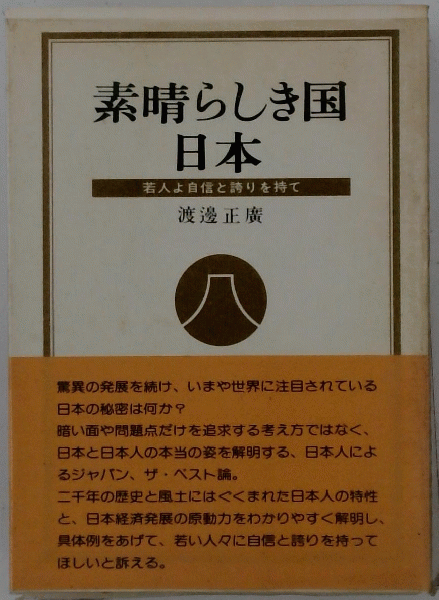 素晴らしき国
日本
若人よ自信と誇りを持て
渡邊正廣
驚異の発展を続け、いまや世界に注目されている
日本の秘密は何か？
暗い面や問題点だけを追求する考え方ではなく、
日本と日本人の本当の姿を解明する、日本人によ
るジャパン、ザ・ベスト論。
二千年の歴史と風土にはぐくまれた日本人の特性
と、日本経済発展の原動力をわかりやすく解明し、
具体例をあげて、若い人々に自信と誇りを持って
ほしいと訴える。